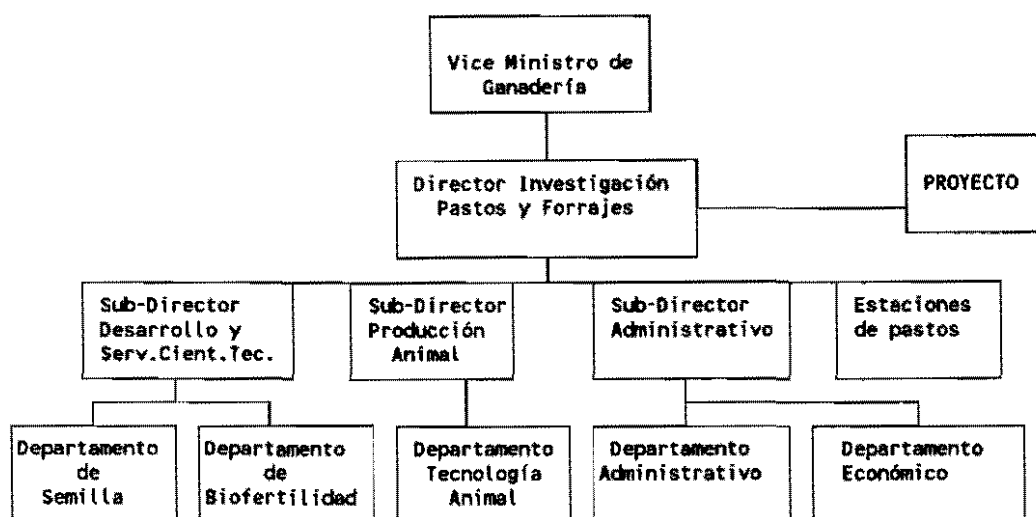 Vice Ministro de
Ganadería
Director Investigación
Pastos y Forrajes
PROYECTO
Sub-Director
Desarrollo y
Serv.Cient.Tec.
Sub-Director
Producción
Animal
Sub-Director
Administrativo
Estaciones
de pastos
Departamento
de
Semilla
Departamento
de
Biofertilidad
Departamento
Tecnología
Animal
Departamento
Administrativo
Departamento
Económico